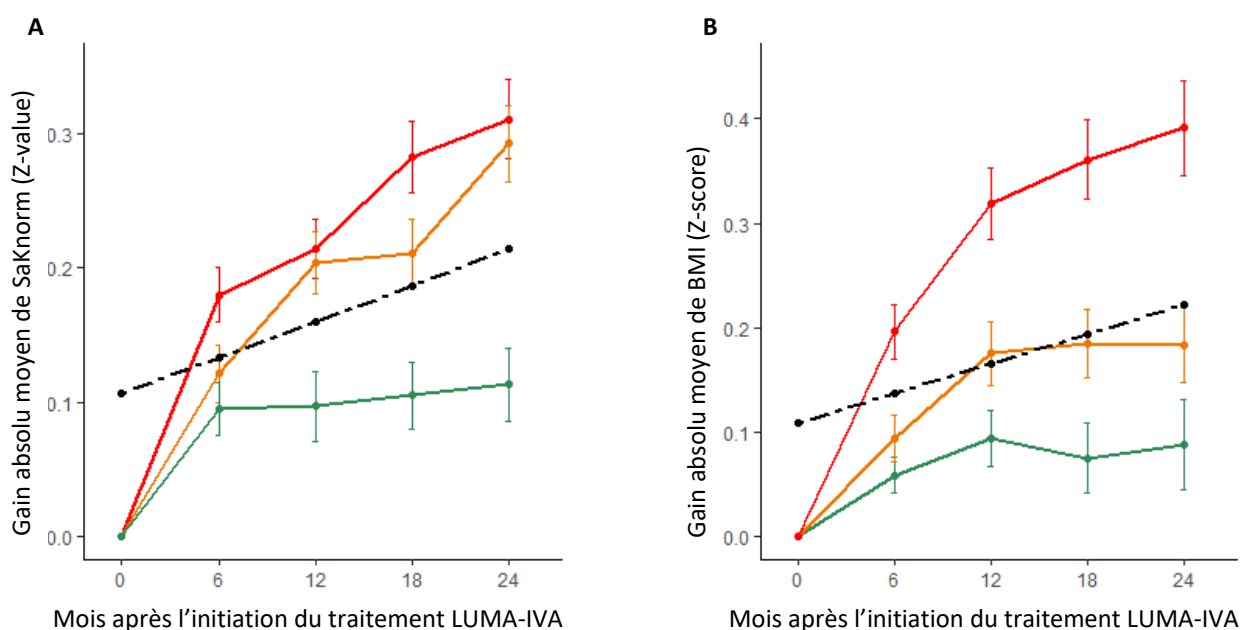 A
Gain absolu moyen de SaKnorm (Z-value)
0.3
0.2
0.1
0.0
0 6 12 18 24
Mois après l’initiation du traitement LUMA-IVA
B
Gain absolu moyen de BMI (Z-score)
0.4
0.3
0.2
0.1
0.0
0 6 12 18 24
Mois après l’initiation du traitement LUMA-IVA